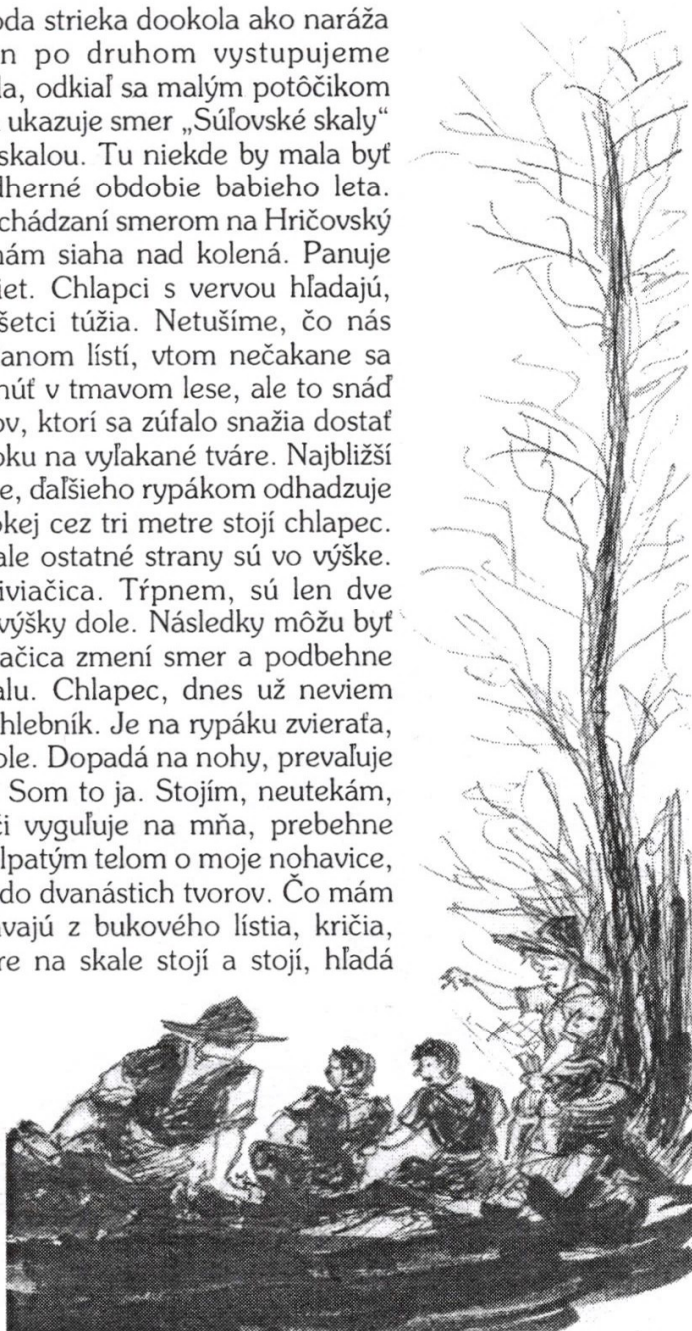 oda strieka dookola ako naráža
n po druhom vystupujeme
la, odkiaľ sa malým potôčikom
ukazuje smer „Súľovské skaly“
skalou. Tu niekde by mala byť
dherné obdobie babieho leta.
chádzaní smerom na Hričovský
nám siaha nad kolená. Panuje
iet. Chlapci s vervou hľadajú,
šetci túžia. Netušíme, čo nás
anom lístí, vtom nečakane sa
núť v tmavom lese, ale to snáď
ov, ktorí sa zúfalo snažia dostať
oku na vyľakané tváre. Najbližší
e, ďaľšieho rypákom odhadzuje
okej cez tri metre stojí chlapec.
ale ostatné strany sú vo výške.
iviačica. Tŕpnem, sú len dve
výšky dole. Následky môžu byť
ačica zmení smer a podbehne
alu. Chlapec, dnes už neviem
hlebník. Je na rypáku zvieraťa,
ole. Dopadá na nohy, prevaľuje
Som to ja. Stojím, neutekám,
či vyguľuje na mňa, prebehne
lpatým telom o moje nohavice,
do dvanástich tvorov. Čo mám
ávajú z bukového lístia, kričia,
re na skale stojí a stojí, hľadá